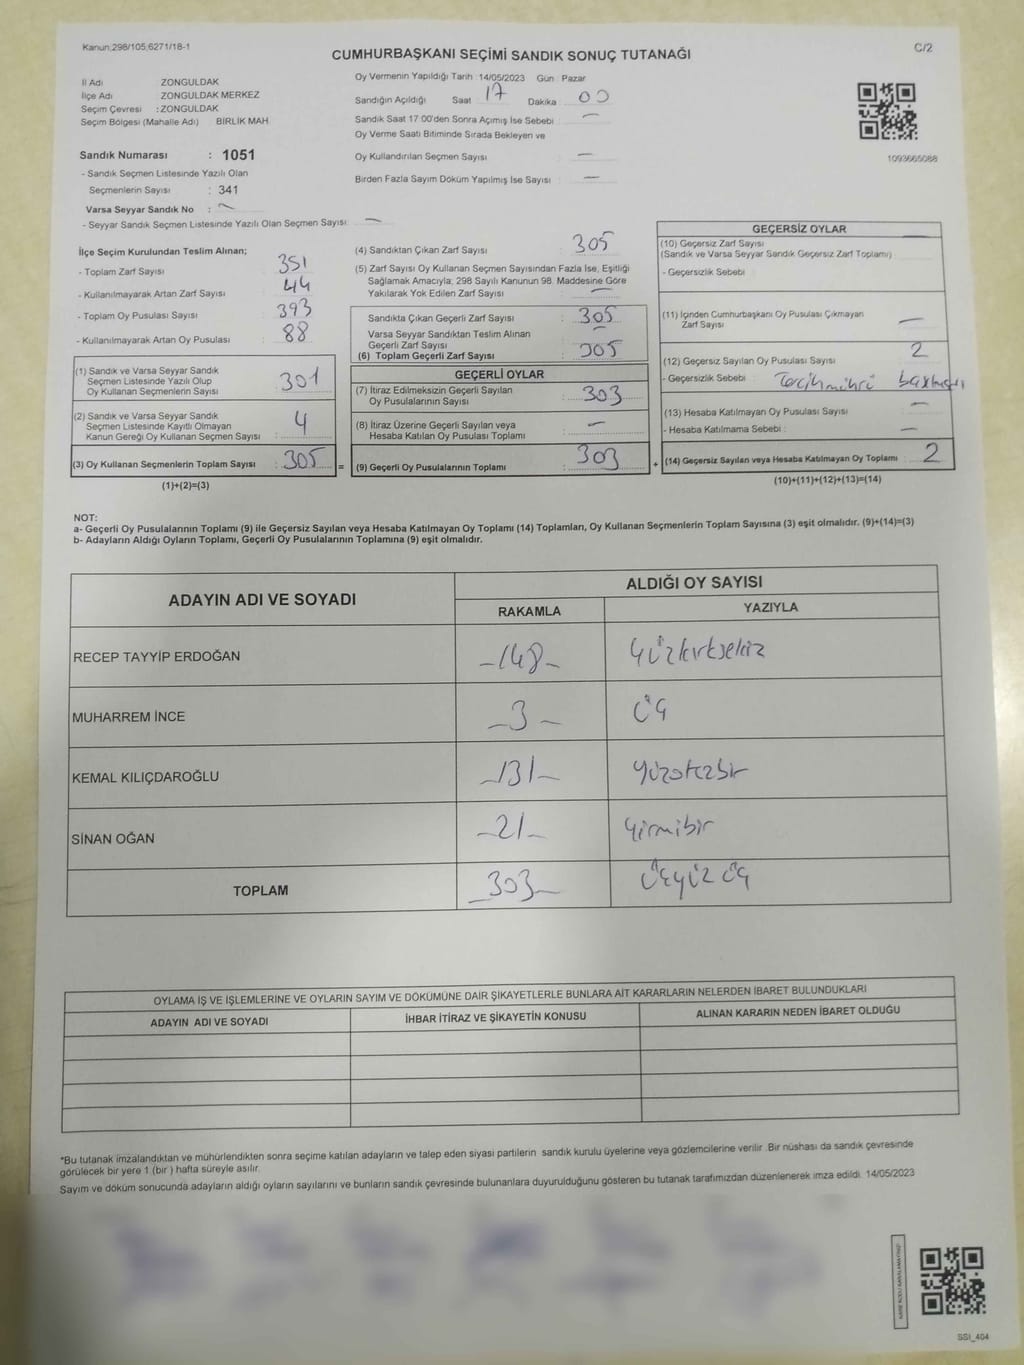 Kanun:298/105,6271/18-1
C/2
CUMHURBAŞKANI SEÇİMİ SANDIK SONUÇ TUTANAĞI
İl Adı ZONGULDAK
İlçe Adı ZONGULDAK MERKEZ
Seçim Çevresi : ZONGULDAK
Seçim Bölgesi (Mahalle Adı) BİRLİK MAH.
Sandık Numarası : 1051
- Sandık Seçmen Listesinde Yazılı Olan
Seçmenlerin Sayısı : 341
Varsa Seyyar Sandık No : -
- Seyyar Sandık Seçmen Listesinde Yazılı Olan Seçmen Sayısı: -
Oy Vermenin Yapıldığı Tarih :14/05/2023 Gün : Pazar
Sandığın Açıldığı Saat : 17 Dakika : 00
Sandık Saat 17:00'den Sonra Açılmış İse Sebebi : -
Oy Verme Saati Bitiminde Sırada Bekleyen ve
Oy Kullandırılan Seçmen Sayısı : -
Birden Fazla Sayım Döküm Yapılmış İse Sayısı : -
1093665088
İlçe Seçim Kurulundan Teslim Alınan;
- Toplam Zarf Sayısı : 351
- Kullanılmayarak Artan Zarf Sayısı : 44
- Toplam Oy Pusulası Sayısı : 393
- Kullanılmayarak Artan Oy Pusulası : 88
(1) Sandık ve Varsa Seyyar Sandık
Seçmen Listesinde Yazılı Olup
Oy Kullanan Seçmenlerin Sayısı : 301
(2) Sandık ve Varsa Seyyar Sandık
Seçmen Listesinde Kayıtlı Olmayan
Kanun Gereği Oy Kullanan Seçmen Sayısı : 4
(3) Oy Kullanan Seçmenlerin Toplam Sayısı : 305
(1)+(2)=(3)
(4) Sandıktan Çıkan Zarf Sayısı : 305
(5) Zarf Sayısı Oy Kullanan Seçmen Sayısından Fazla İse, Eşitliği
Sağlamak Amacıyla, 298 Sayılı Kanunun 98. Maddesine Göre
Yakılarak Yok Edilen Zarf Sayısı : -
Sandıkta Çıkan Geçerli Zarf Sayısı : 305
Varsa Seyyar Sandıktan Teslim Alınan
Geçerli Zarf Sayısı : -
(6) Toplam Geçerli Zarf Sayısı : 305
GEÇERLİ OYLAR
(7) İtiraz Edilmeksizin Geçerli Sayılan
Oy Pusulalarının Sayısı : 303
(8) İtiraz Üzerine Geçerli Sayılan veya
Hesaba Katılan Oy Pusulası Toplamı : -
= (9) Geçerli Oy Pusulalarının Toplamı : 303
GEÇERSİZ OYLAR
(10) Geçersiz Zarf Sayısı
(Sandık ve Varsa Seyyar Sandık Geçersiz Zarf Toplamı)
- Geçersizlik Sebebi :
(11) İçinden Cumhurbaşkanı Oy Pusulası Çıkmayan
Zarf Sayısı : -
(12) Geçersiz Sayılan Oy Pusulası Sayısı : 2
- Geçersizlik Sebebi : Tercih mührü
(13) Hesaba Katılmayan Oy Pusulası Sayısı : -
- Hesaba Katılmama Sebebi : -
+ (14) Geçersiz Sayılan veya Hesaba Katılmayan Oy Toplamı : 2
(10)+(11)+(12)+(13)=(14)
NOT:
a- Geçerli Oy Pusulalarının Toplamı (9) ile Geçersiz Sayılan veya Hesaba Katılmayan Oy Toplamı (14) Toplamları, Oy Kullanan Seçmenlerin Toplam Sayısına (3) eşit olmalıdır. (9)+(14)=(3)
b- Adayların Aldığı Oyların Toplamı, Geçerli Oy Pusulalarının Toplamına (9) eşit olmalıdır.
ADAYIN ADI VE SOYADI ALDIĞI OY SAYISI
RAKAMLA YAZIYLA
RECEP TAYYİP ERDOĞAN -148- Yüzkırksekiz
MUHARREM İNCE -3- Üç
KEMAL KILIÇDAROĞLU -131- Yüzotuzbir
SİNAN OĞAN -21- Yirmibir
TOPLAM -303- Üçyüz üç
OYLAMA İŞ VE İŞLEMLERİNE VE OYLARIN SAYIM VE DÖKÜMÜNE DAİR ŞİKAYETLERLE BUNLARA AİT KARARLARIN NELERDEN İBARET BULUNDUKLARI
ADAYIN ADI VE SOYADI İHBAR İTİRAZ VE ŞİKAYETİN KONUSU ALINAN KARARIN NEDEN İBARET OLDUĞU
*Bu tutanak imzalandıktan ve mühürlendikten sonra seçime katılan adayların ve talep eden siyasi partilerin sandık kurulu üyelerine veya gözlemcilerine verilir. Bir nüshası da sandık çevresinde
görülecek bir yere 1 (bir ) hafta süreyle asılır.
Sayım ve döküm sonucunda adayların aldığı oyların sayılarını ve bunların sandık çevresinde bulunanlara duyurulduğunu gösteren bu tutanak tarafımızdan düzenlenerek imza edildi. 14/05/2023
SSI_404